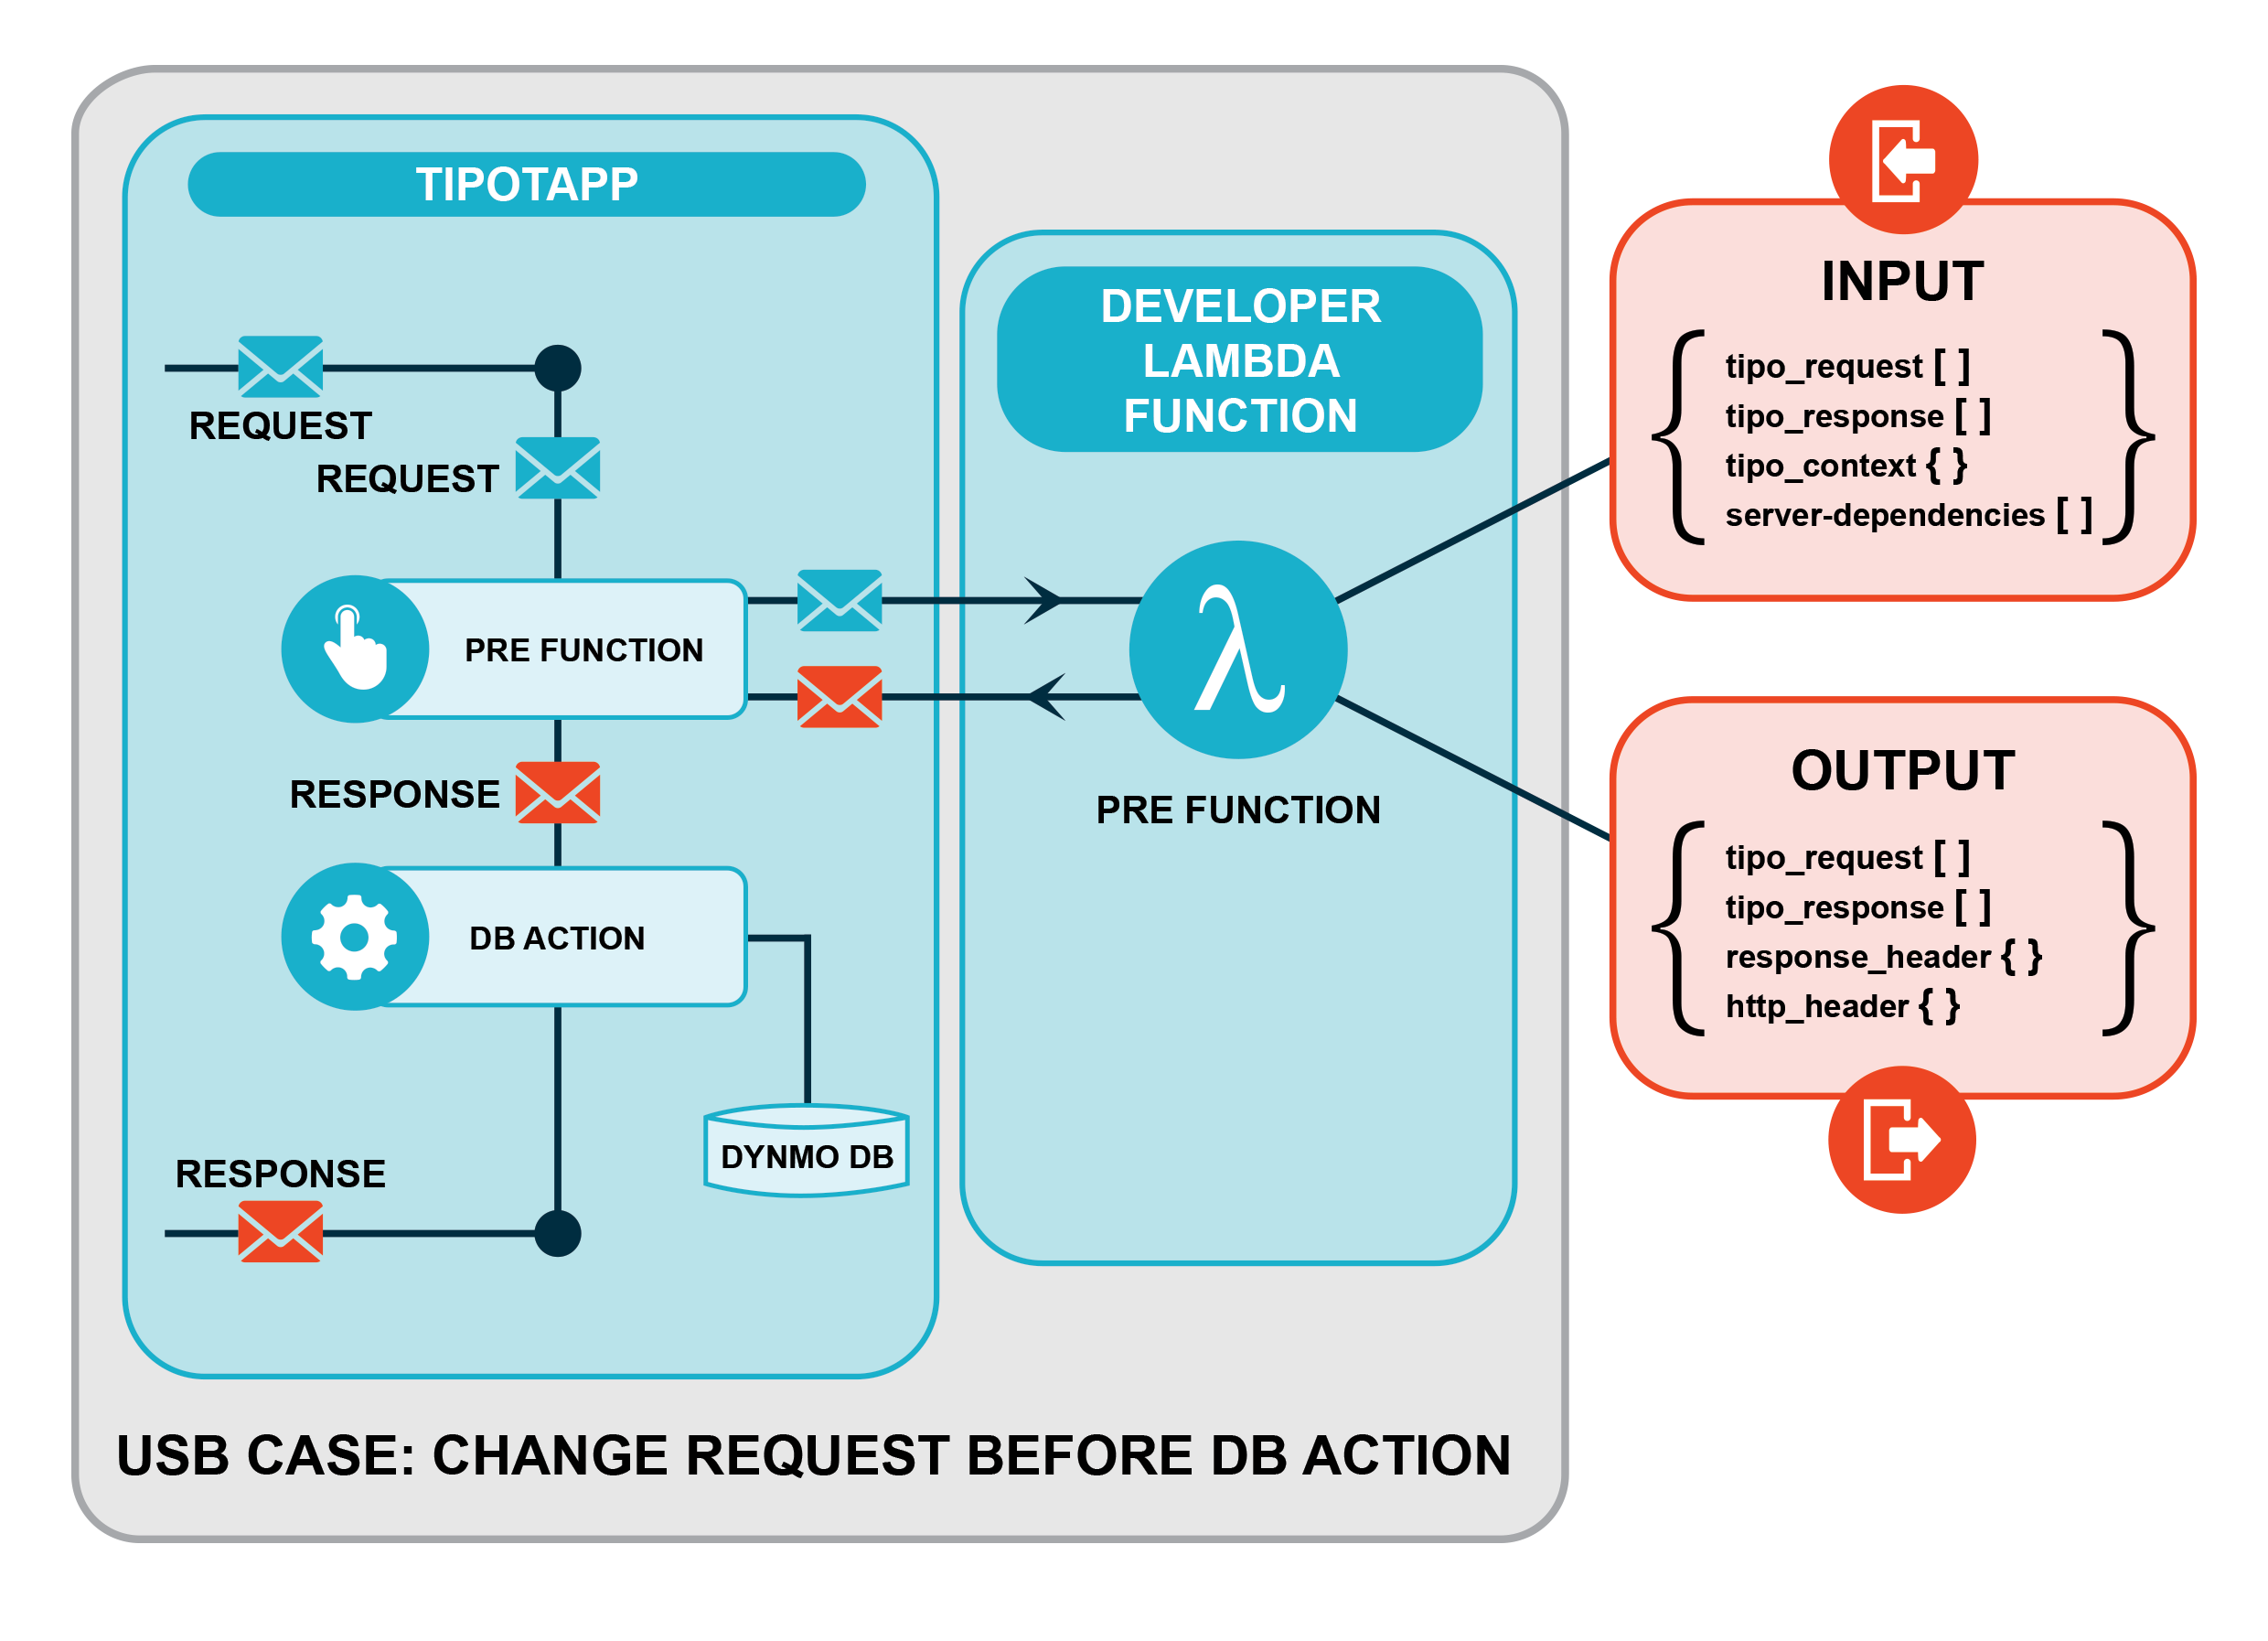 TIPOTAPP
REQUEST
REQUEST
PRE FUNCTION
RESPONSE
DB ACTION
DYNMO DB
RESPONSE
DEVELOPER
LAMBDA
FUNCTION
PRE FUNCTION
USB CASE: CHANGE REQUEST BEFORE DB ACTION
INPUT
tipo_request [ ]
tipo_response [ ]
tipo_context { }
server-dependencies [ ]
OUTPUT
tipo_request [ ]
tipo_response [ ]
response_header { }
http_header { }